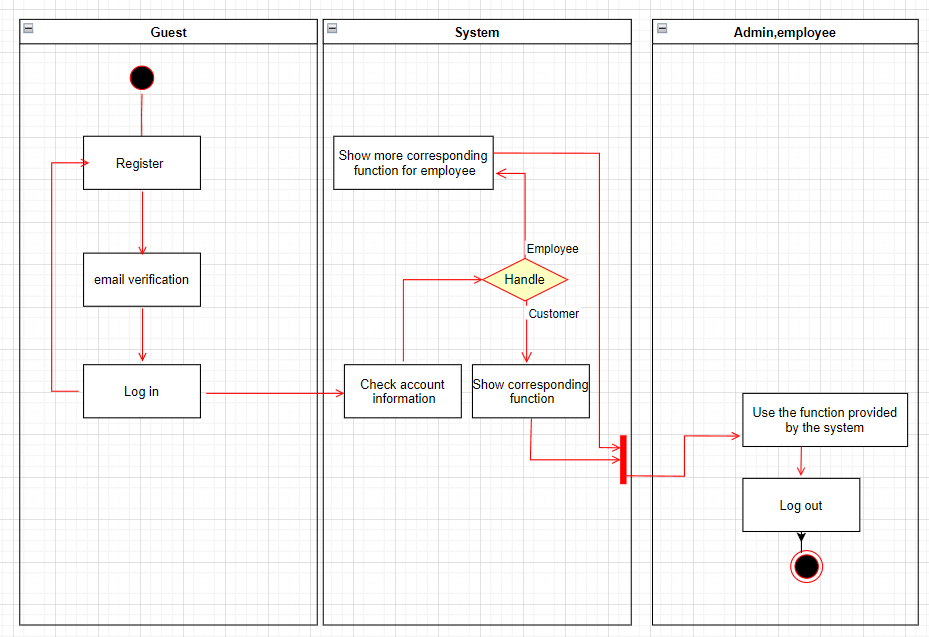 Guest
System
Admin,employee
Register
email verification
Log in
Show more corresponding
function for employee
Employee
Handle
Customer
Check account
information
Show corresponding
function
Use the function provided
by the system
Log out